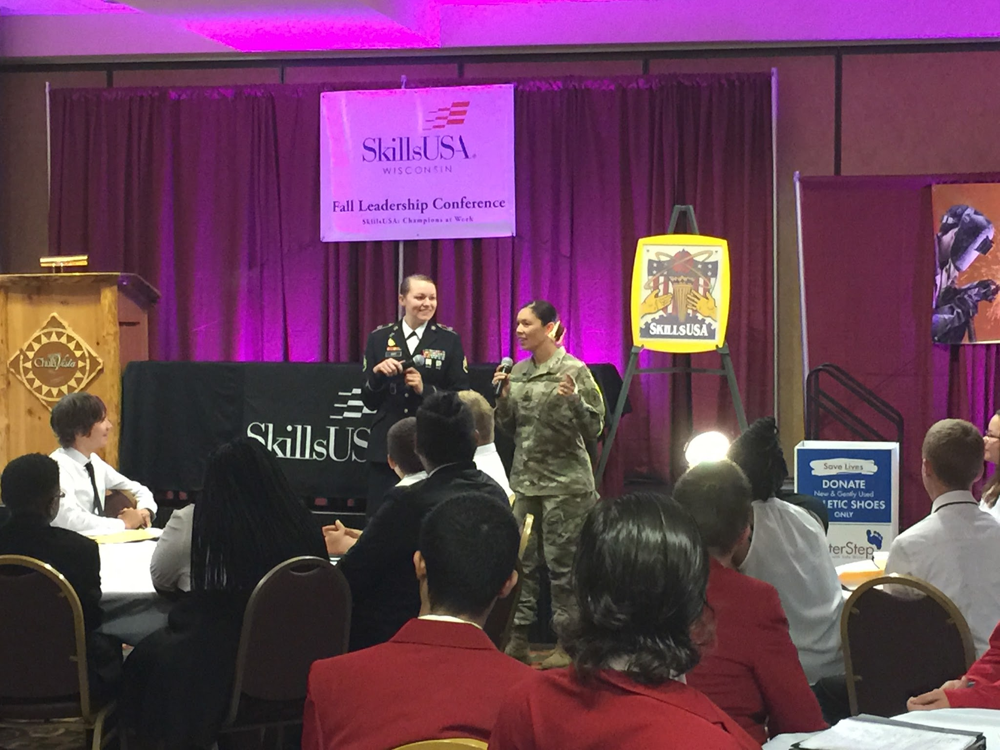 SkillsUSA
WISCONSIN
Fall Leadership Conference
SkillsUSA: Champions at Work
SKILLSUSA
Chula Vista
SkillsUS
Save Lives
DONATE
New & Gently Used
ETIC SHOES
ONLY
terStep